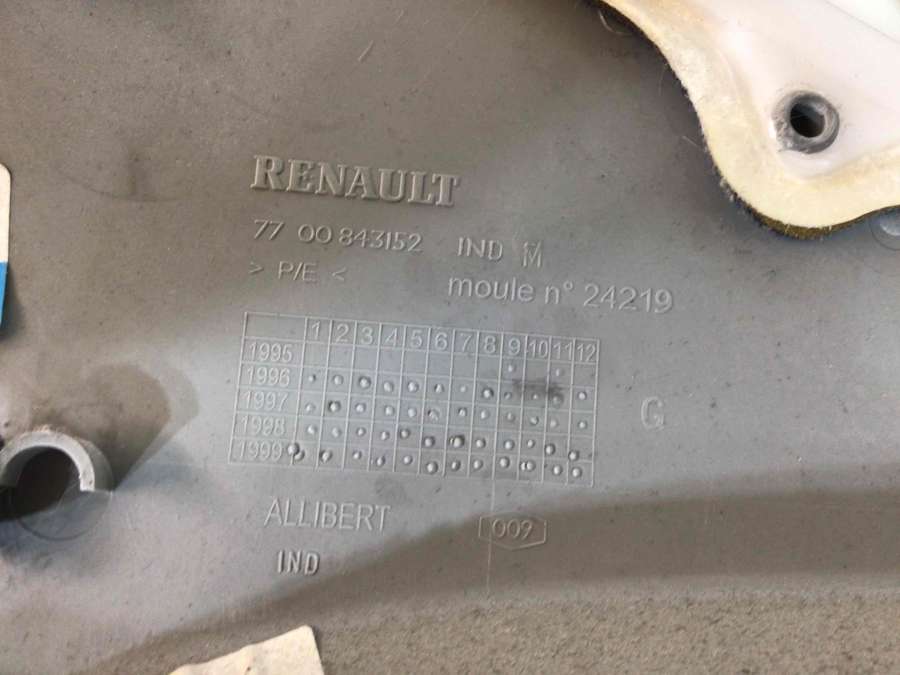 RENAULT
77 00 843152 IND M
> P/E <
moule n° 24219
1 2 3 4 5 6 7 8 9 10 11 12
1995
1996
1997
1998
1999
G
ALLIBERT
009
IND